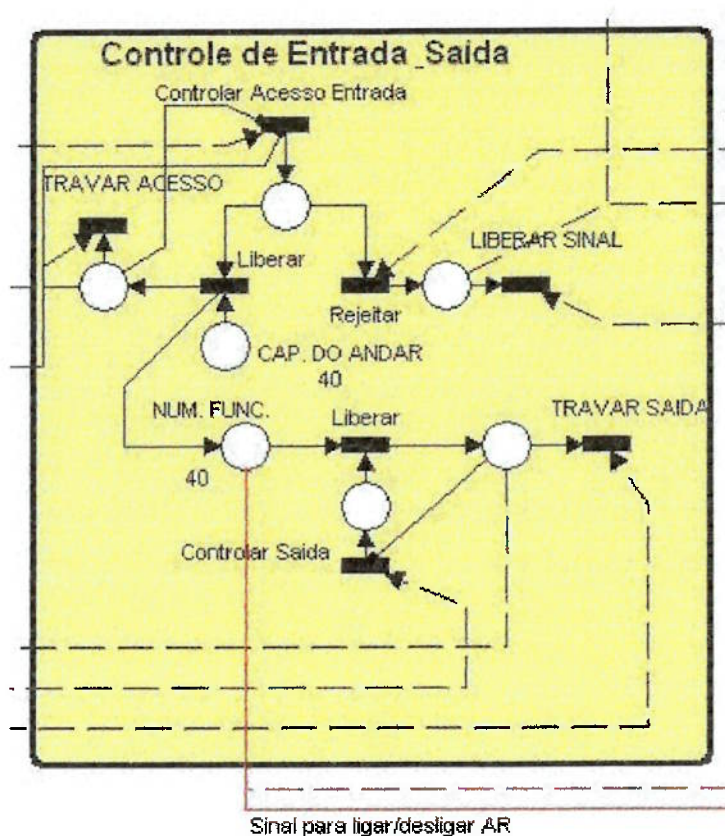 Controle de Entrada_Saida
Controlar Acesso Entrada
TRAVAR ACESSO
LIBERAR SINAL
Liberar
Rejeitar
CAP. DO ANDAR
40
NUM. FUNC.
Liberar
TRAVAR SAIDA
40
Controlar Saida
Sinal para ligar/desligar AR